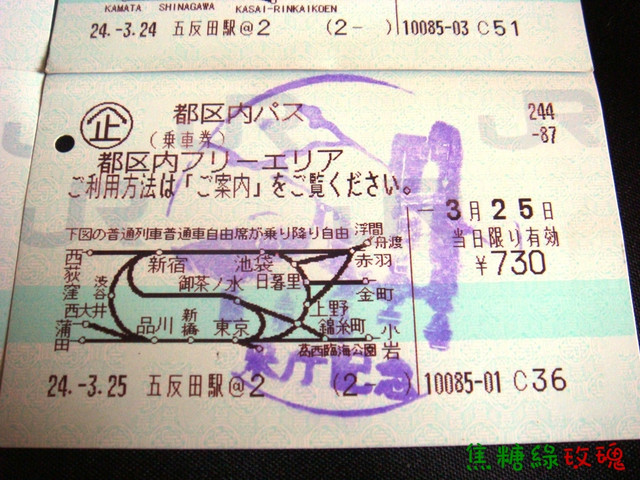 KAMATA SHINAGAWA KASAI-RINKAIKOEN
24.-3.24 五反田駅@2 (2- ) 10085-03 C51
企 都区内パス 244
(乗車券) -87
都区内フリーエリア
ご利用方法は「ご案内」をご覧ください。
3月25日
当日限り有効
¥730
下図の普通列車普通車自由席が乗り降り自由
浮間舟渡
西荻窪 新宿 池袋 赤羽
渋谷 御茶ノ水 日暮里 金町
西大井 上野
蒲田 品川 新橋 東京 錦糸町 小岩
葛西臨海公園
24.-3.25 五反田駅@2 (2- ) 10085-01 C36
焦糖綠玫瑰